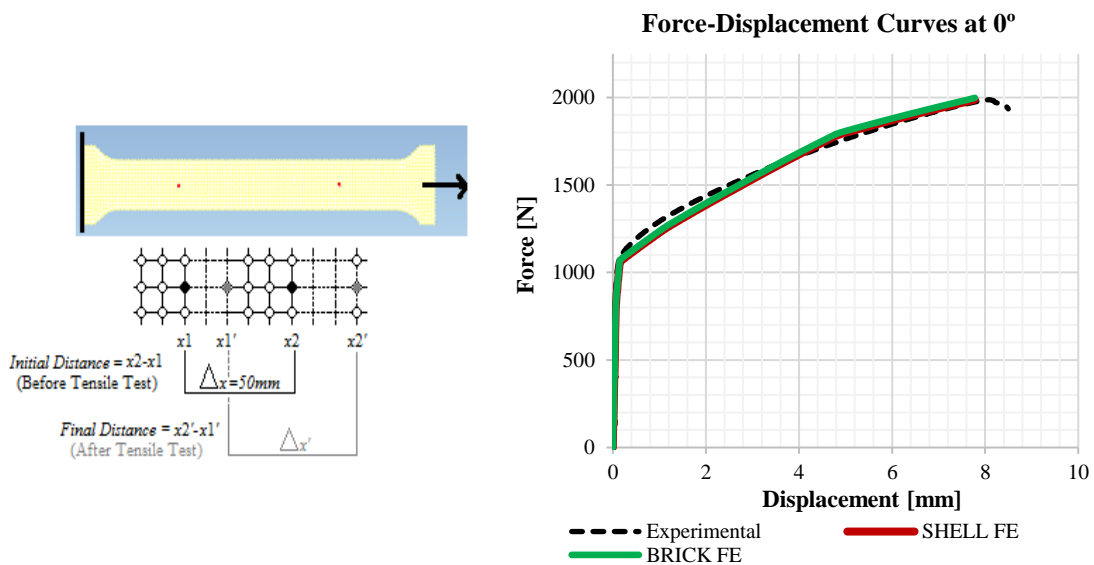 x1 x1' x2 x2'
Initial Distance = x2-x1
(Before Tensile Test)
△x=50mm
Final Distance = x2'-x1'
(After Tensile Test)
△x'
Force-Displacement Curves at 0º
Force [N]
2000
1500
1000
500
0
0 2 4 6 8 10
Displacement [mm]
Experimental
SHELL FE
BRICK FE